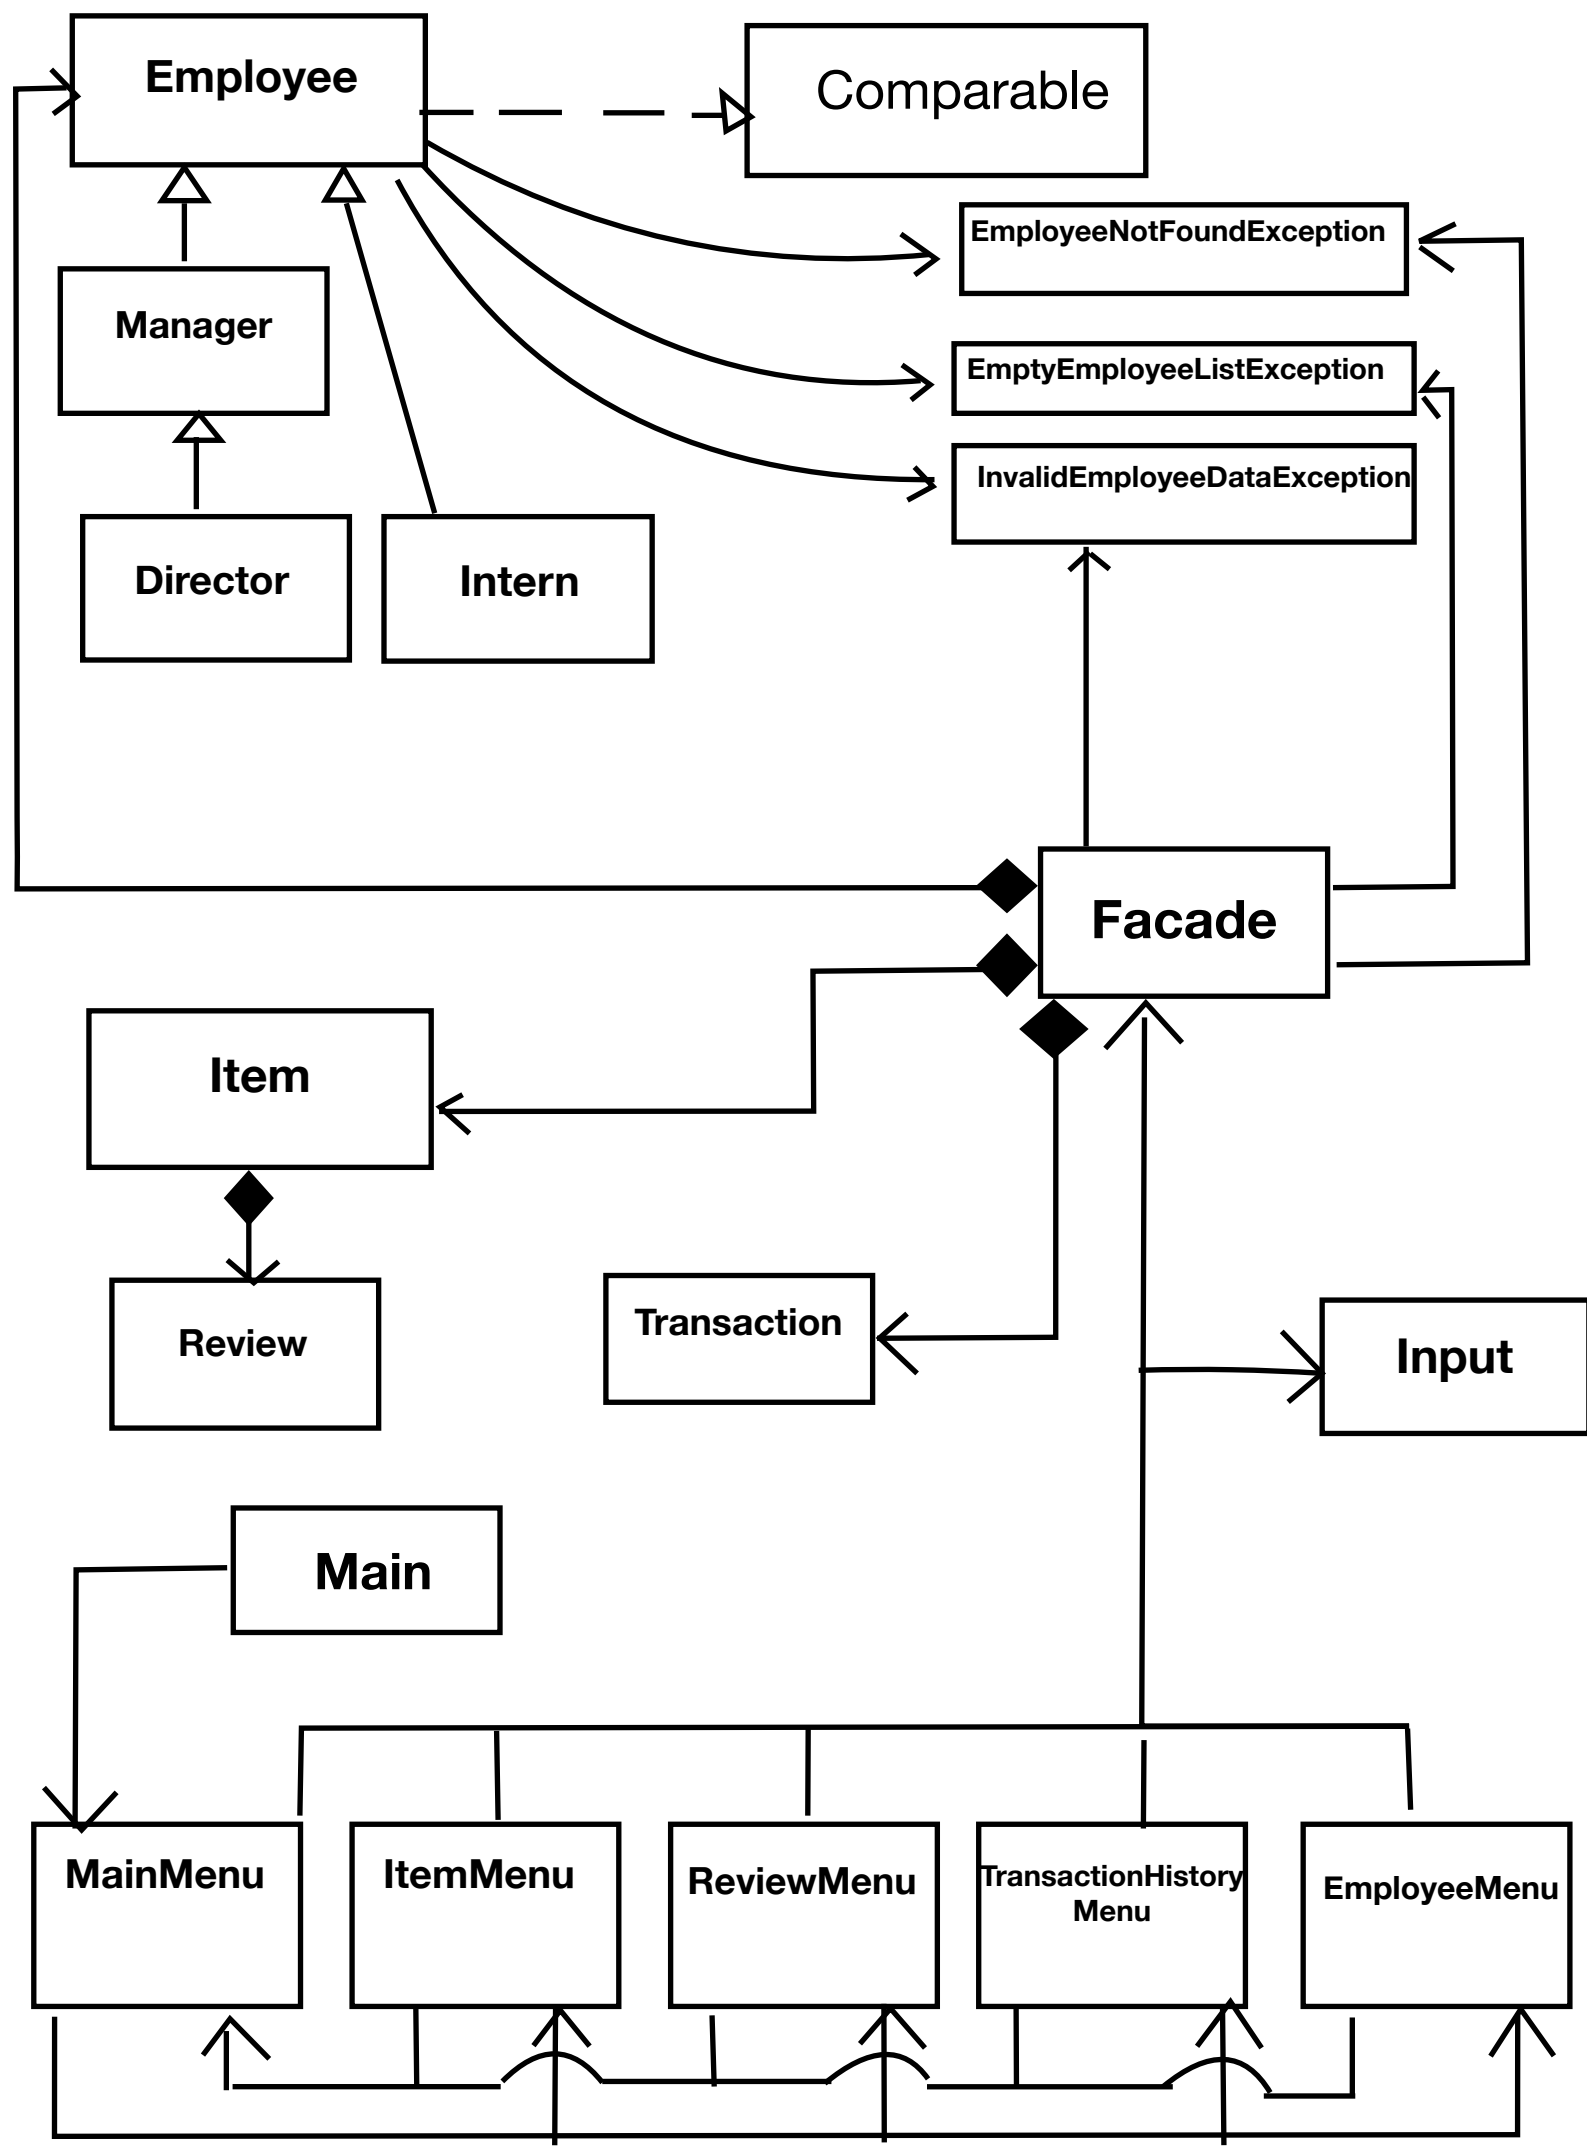 Employee
Comparable
EmployeeNotFoundException
Manager
EmptyEmployeeListException
InvalidEmployeeDataException
Director
Intern
Facade
Item
Review
Transaction
Input
Main
MainMenu
ItemMenu
ReviewMenu
TransactionHistory
Menu
EmployeeMenu